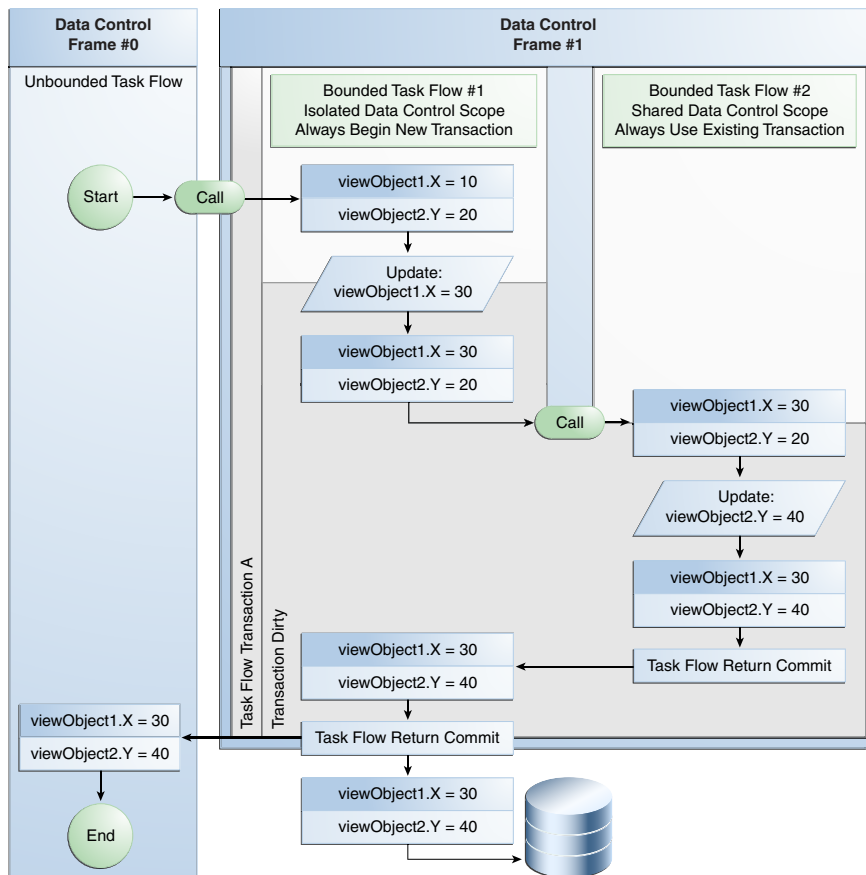 Data Control
Frame #0
Data Control
Frame #1
Unbounded Task Flow
Bounded Task Flow #1
Isolated Data Control Scope
Always Begin New Transaction
Bounded Task Flow #2
Shared Data Control Scope
Always Use Existing Transaction
Start
Call
viewObject1.X = 10
viewObject2.Y = 20
Update:
viewObject1.X = 30
viewObject1.X = 30
viewObject2.Y = 20
Call
viewObject1.X = 30
viewObject2.Y = 20
Update:
viewObject2.Y = 40
viewObject1.X = 30
viewObject2.Y = 40
Task Flow Return Commit
Task Flow Transaction A
Transaction Dirty
viewObject1.X = 30
viewObject2.Y = 40
Task Flow Return Commit
viewObject1.X = 30
viewObject2.Y = 40
End
viewObject1.X = 30
viewObject2.Y = 40